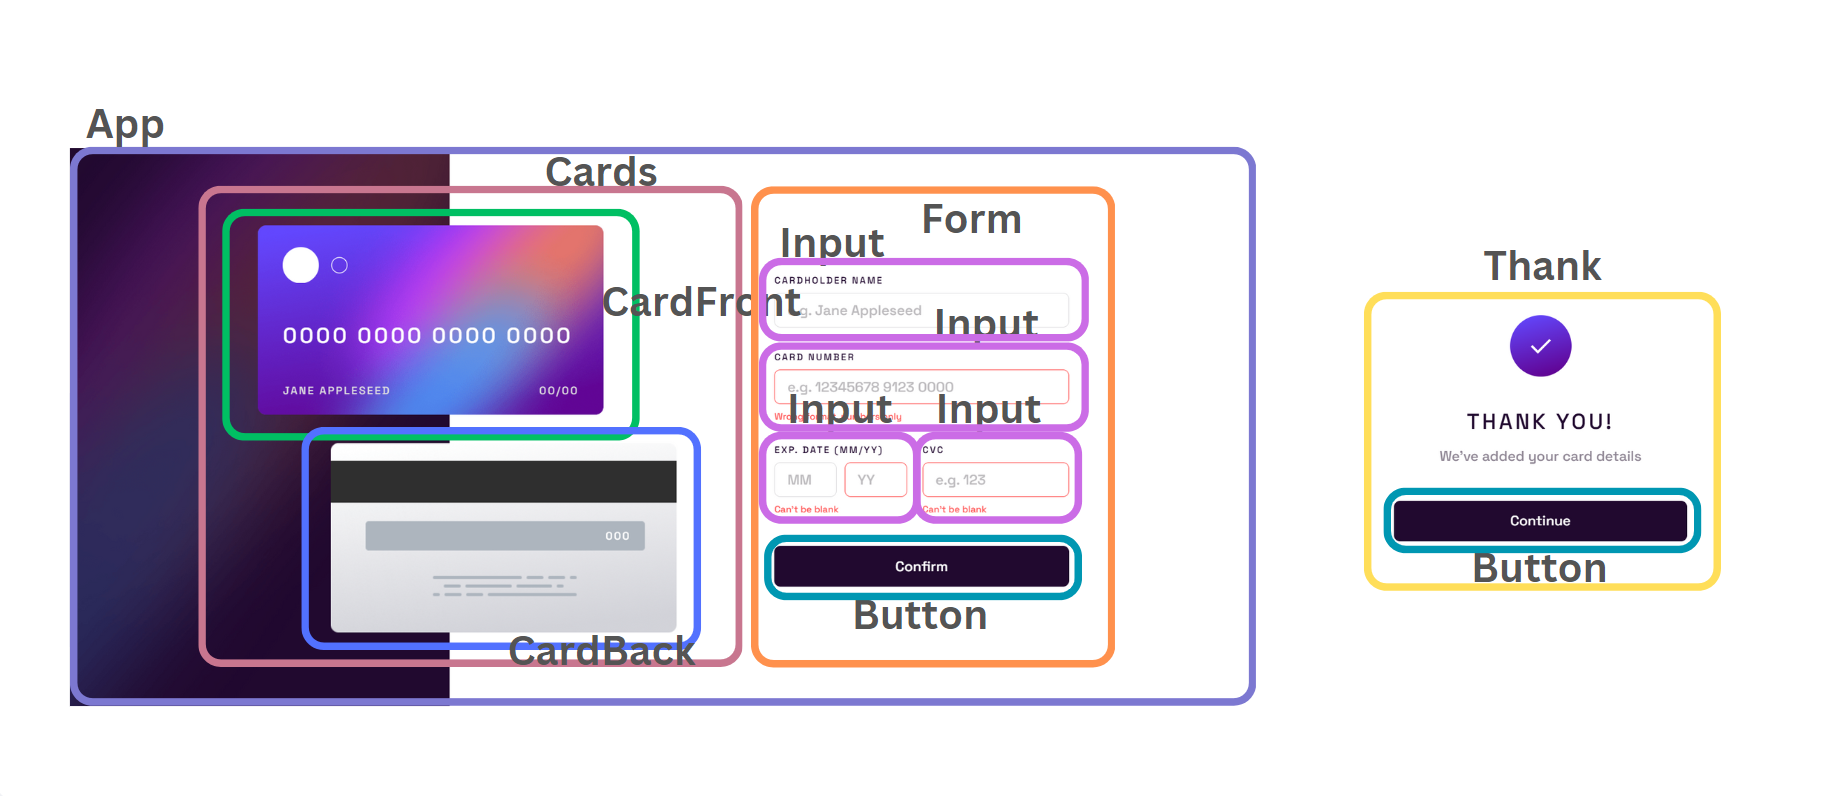 App
Cards
CardFront
0000 0000 0000 0000
JANE APPLESEED
00/00
000
CardBack
Form
Input
CARDHOLDER NAME
e.g. Jane Appleseed
Input
CARD NUMBER
e.g. 12345678 9123 0000
Wrong format, numbers only
Input
Input
EXP. DATE (MM/YY)
CVC
MM
YY
e.g. 123
Can't be blank
Can't be blank
Confirm
Button
Thank
THANK YOU!
We've added your card details
Continue
Button